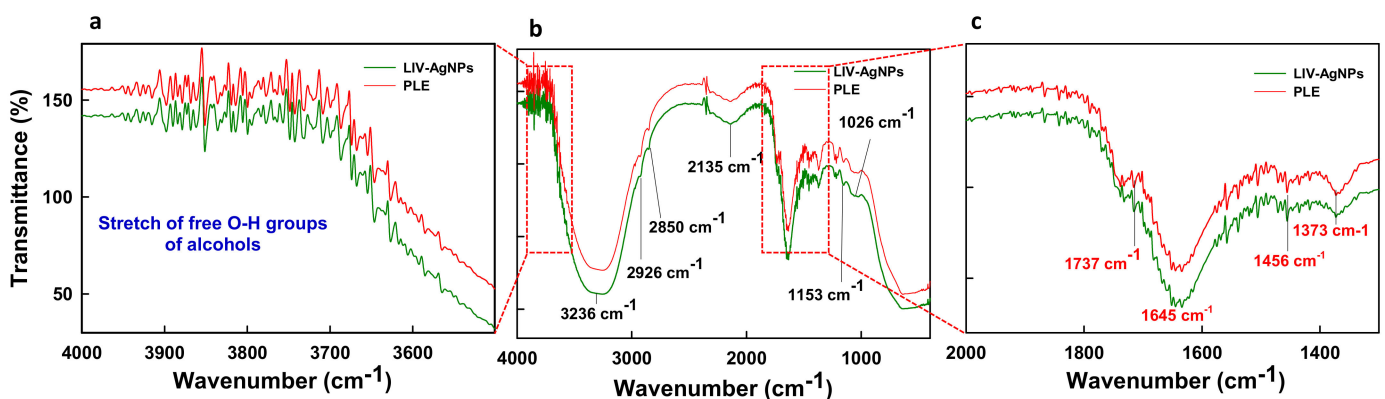 a
LIV-AgNPs
PLE
Transmittance (%)
150
100
50
Stretch of free O-H groups
of alcohols
4000
3900
3800
3700
3600
Wavenumber (cm-1)
b
LIV-AgNPs
PLE
1026 cm-1
2135 cm-1
2850 cm-1
2926 cm-1
3236 cm-1
1153 cm-1
4000
3000
2000
1000
Wavenumber (cm-1)
c
LIV-AgNPs
PLE
1737 cm-1
1645 cm-1
1456 cm-1
1373 cm-1
2000
1800
1600
1400
Wavenumber (cm-1)